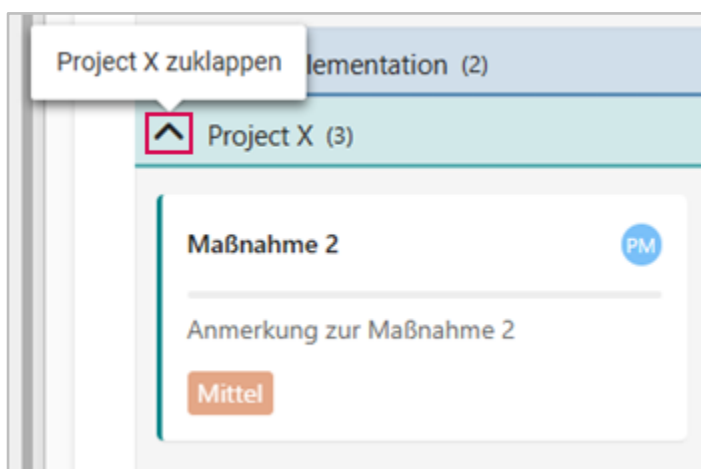 Project X zuklappen
lementation (2)
Project X (3)
Maßnahme 2
PM
Anmerkung zur Maßnahme 2
Mittel